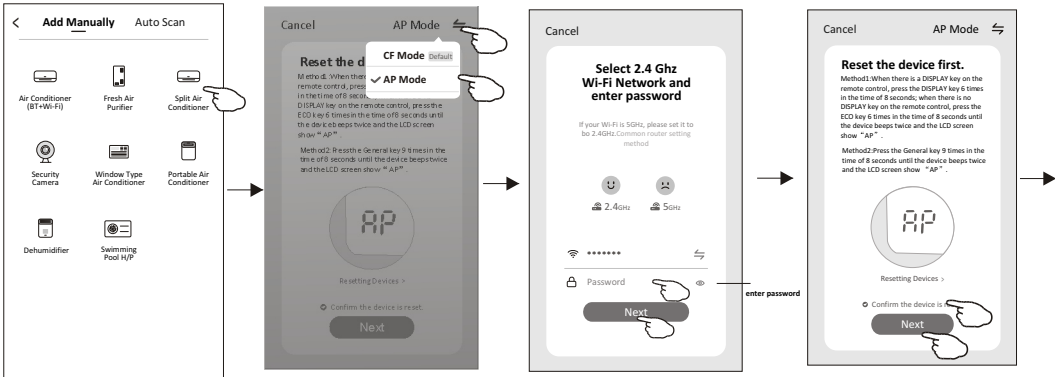 Add Manually
Auto Scan
Air Conditioner
(BT+Wi-Fi)
Fresh Air
Purifier
Split Air
Conditioner
Security
Camera
Window Type
Air Conditioner
Portable Air
Conditioner
Dehumidifier
Swimming
Pool H/P
Cancel
AP Mode
CF Mode Default
AP Mode
Reset the d
Method1:When there
remote control, press
in the time of 8 second
DISPLAY key on the remote control, press the
ECO key 6 times in the time of 8 seconds until
the device beeps twice and the LCD screen
show “AP”.
Method2: Press the General key 9 times in the
time of 8 seconds until the device beeps twice
and the LCD screen show “AP”.
AP
Resetting Devices >
Confirm the device is reset.
Next
Cancel
Select 2.4 Ghz
Wi-Fi Network and
enter password
If your Wi-Fi is 5GHz, please set it to
bo 2.4GHz.Common router setting
method
2.4GHz
5GHz
•••••••
Password
enter password
Next
Cancel
AP Mode
Reset the device first.
Method1:When there is a DISPLAY key on the
remote control, press the DISPLAY key 6 times
in the time of 8 seconds; when there is no
DISPLAY key on the remote control, press the
ECO key 6 times in the time of 8 seconds until
the device beeps twice and the LCD screen
show “AP”.
Method2:Press the General key 9 times in the
time of 8 seconds until the device beeps twice
and the LCD screen show “AP”.
AP
Resetting Devices >
Confirm the device is re
Next